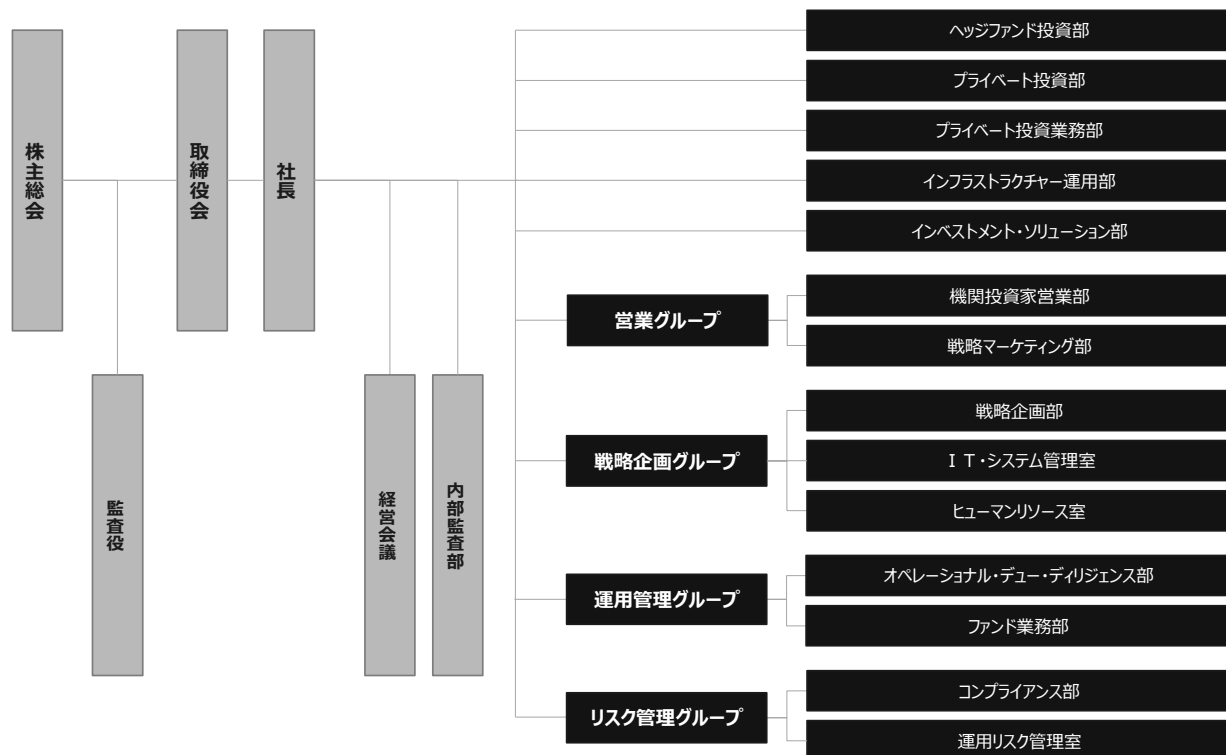 株主総会
監査役
取締役会
社長
経営会議
内部監査部
ヘッジファンド投資部
プライベート投資部
プライベート投資業務部
インフラストラクチャー運用部
インベストメント・ソリューション部
営業グループ
機関投資家営業部
戦略マーケティング部
戦略企画グループ
戦略企画部
ＩＴ・システム管理室
ヒューマンリソース室
運用管理グループ
オペレーショナル・デュー・ディリジェンス部
ファンド業務部
リスク管理グループ
コンプライアンス部
運用リスク管理室